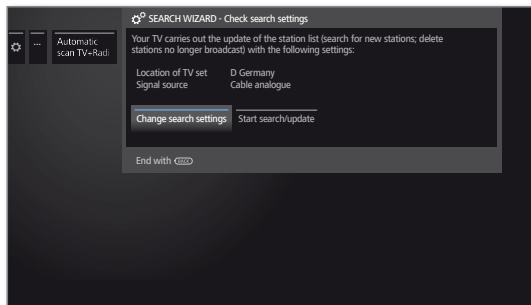 SEARCH WIZARD - Check search settings
...
Automatic
scan TV+Radi
Your TV carries out the update of the station list (search for new stations; delete
stations no longer broadcast) with the following settings:
Location of TV set D Germany
Signal source Cable analogue
Change search settings Start search/update
End with BACK